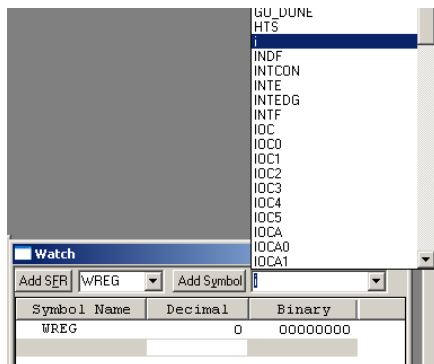 GO_DONE
HTS
i
INDF
INTCON
INTE
INTEDG
INTF
IOC
IOC0
IOC1
IOC2
IOC3
IOC4
IOC5
IOCA
IOCA0
IOCA1
Watch
Add SFR WREG Add Symbol i
Symbol Name Decimal Binary
WREG 0 00000000